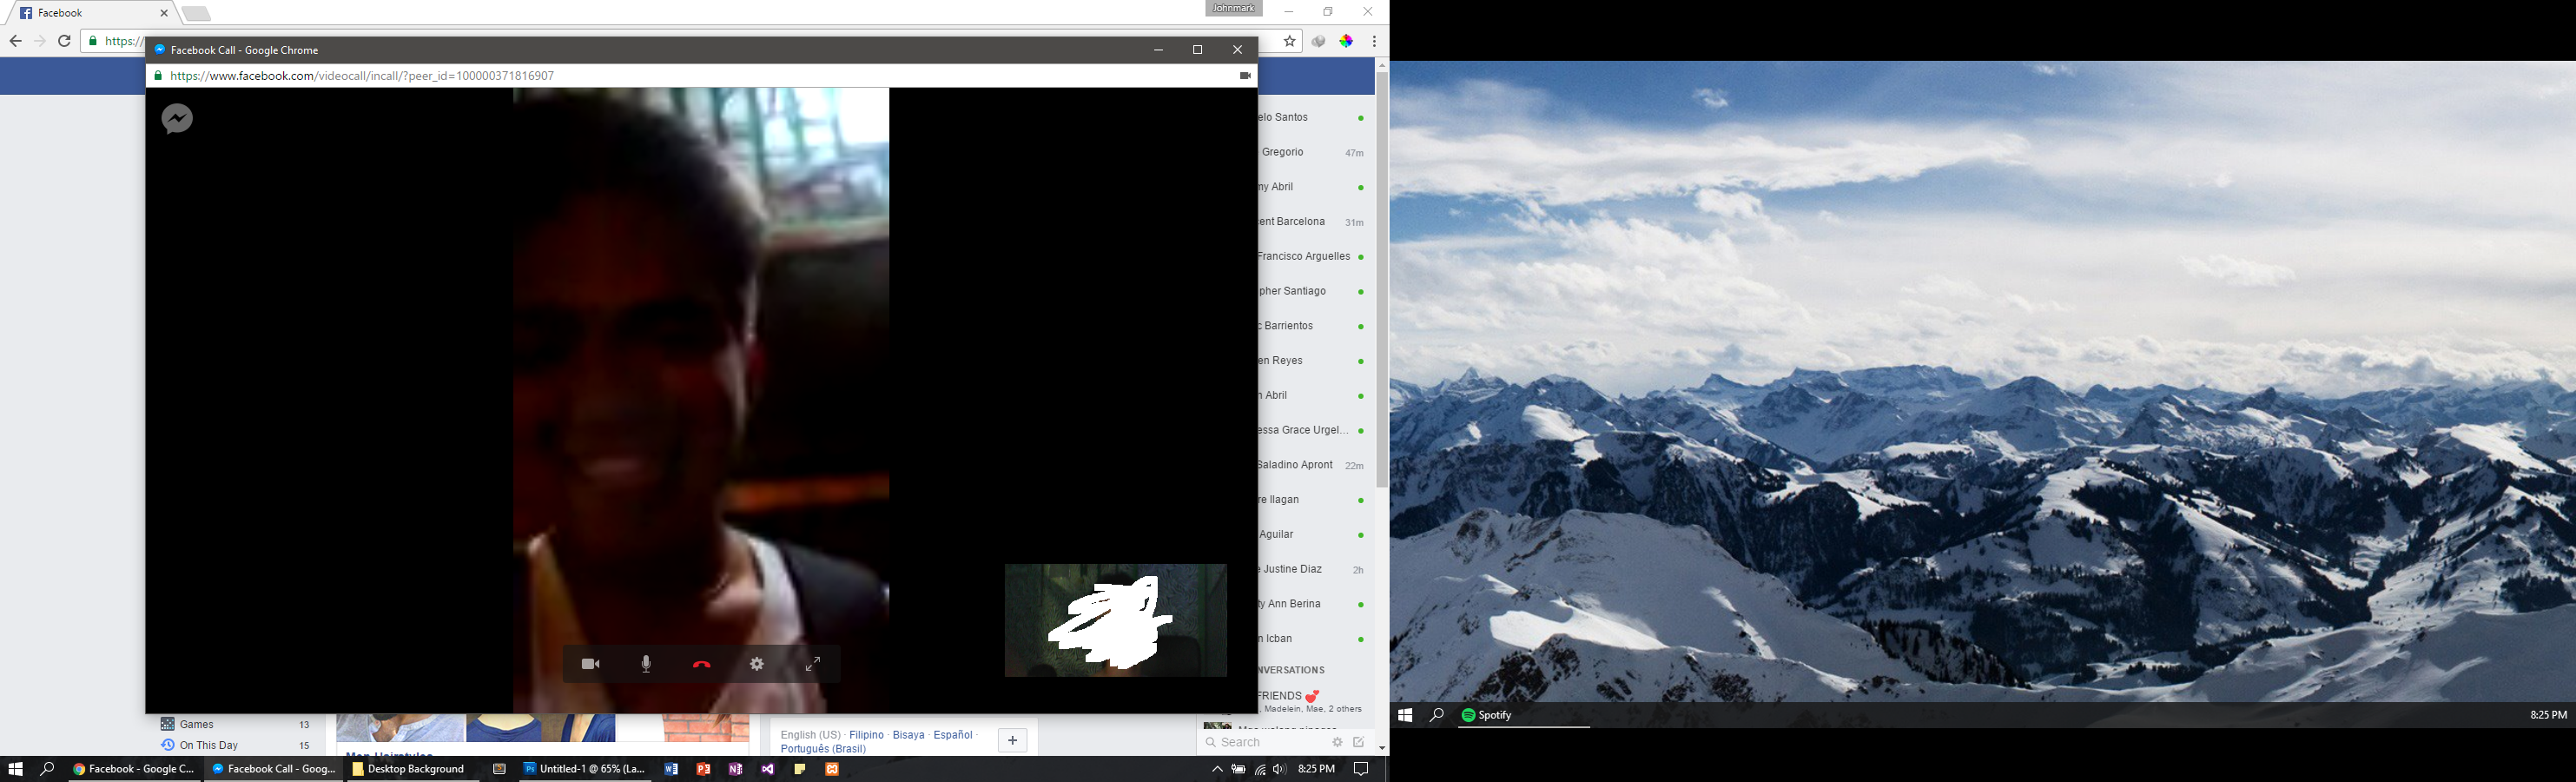 Facebook
Johnmark
https://
Facebook Call - Google Chrome
https://www.facebook.com/videocall/incall/?peer_id=100000371816907
elo Santos
Gregorio 47m
my Abril
cent Barcelona 31m
Francisco Arguelles
pher Santiago
c Barrientos
en Reyes
n Abril
essa Grace Urgel...
Saladino Apront 22m
re Ilagan
Aguilar
e Justine Diaz 2h
ty Ann Berina
n Icban
NVERSATIONS
FRIENDS 💕
, Madelein, Mae, 2 others
Games 13
On This Day 15
English (US) · Filipino · Bisaya · Español ·
Português (Brasil)
+
Search
Facebook - Google C...
Facebook Call - Goog...
Desktop Background
Untitled-1 @ 65% (La...
8:25 PM
Spotify
8:25 PM